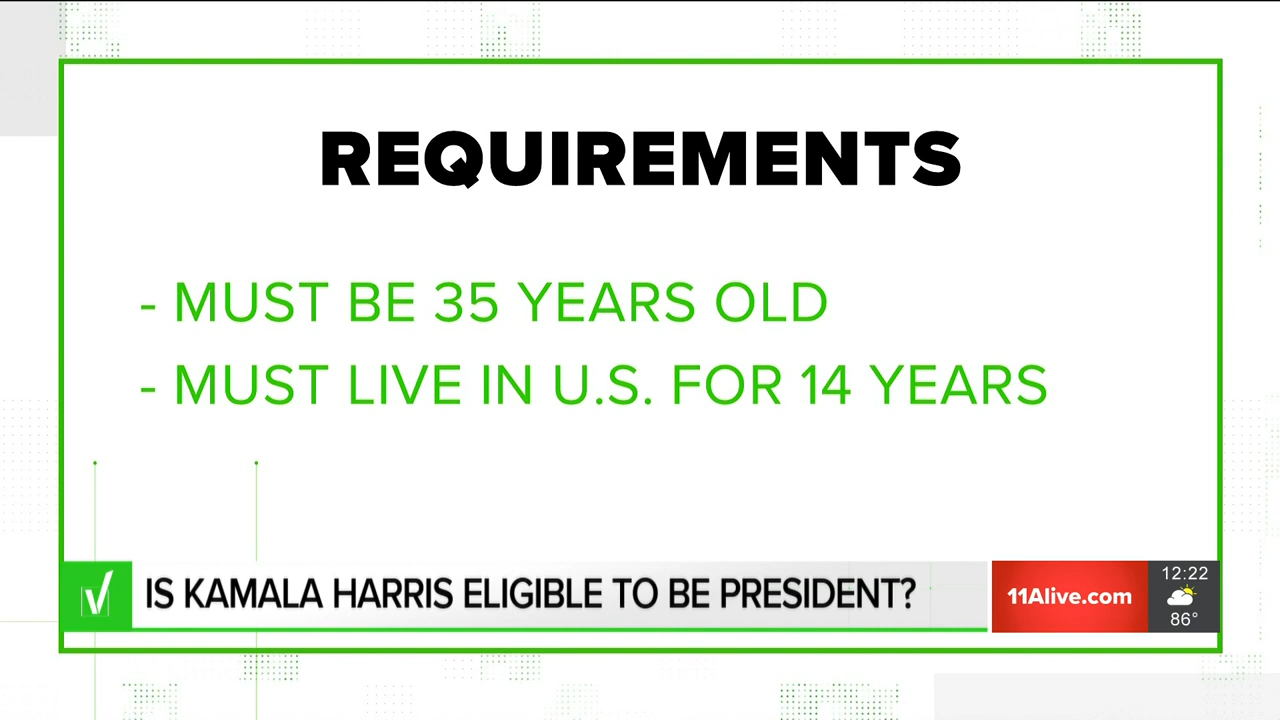 REQUIREMENTS
- MUST BE 35 YEARS OLD
- MUST LIVE IN U.S. FOR 14 YEARS
IS KAMALA HARRIS ELIGIBLE TO BE PRESIDENT?
11Alive.com
12:22
86°